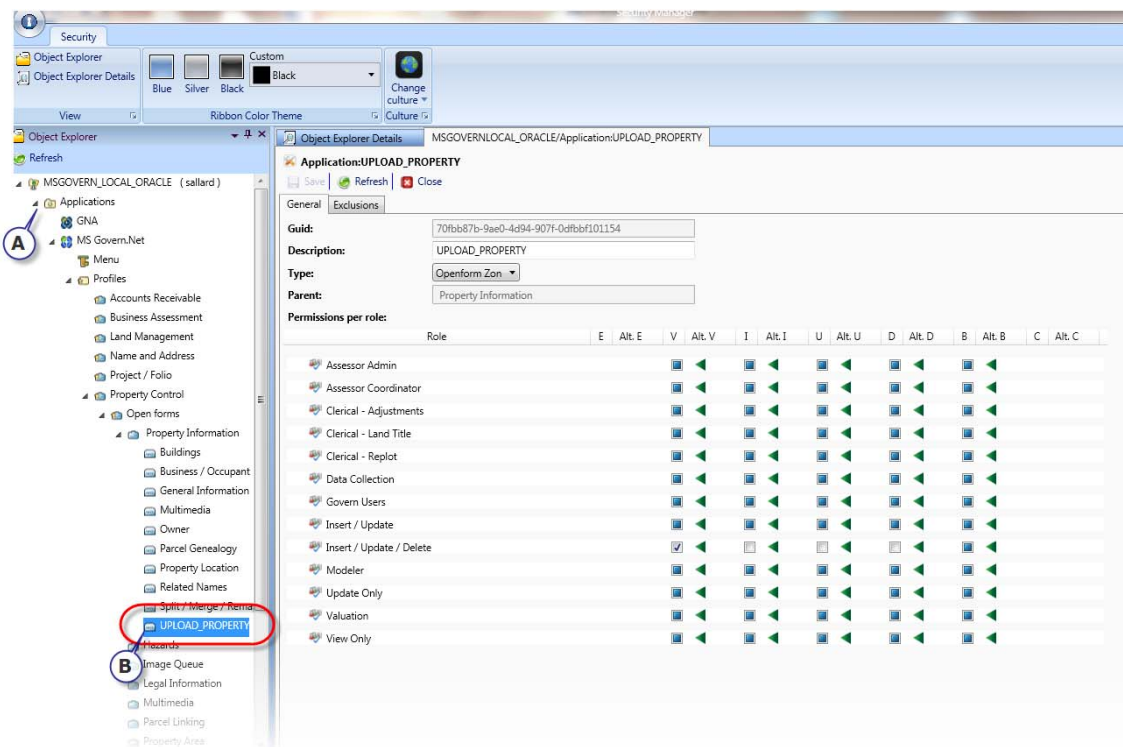 Security Manager
Security
Object Explorer
Object Explorer Details
Blue Silver Black
Custom
Black
Change culture
View
Ribbon Color Theme
Culture
Object Explorer
Refresh
MSGOVERN_LOCAL_ORACLE ( sallard )
Applications
A
GNA
MS Govern.Net
Menu
Profiles
Accounts Receivable
Business Assessment
Land Management
Name and Address
Project / Folio
Property Control
Open forms
Property Information
Buildings
Business / Occupant
General Information
Multimedia
Owner
Parcel Genealogy
Property Location
Related Names
Split / Merge / Rema
UPLOAD_PROPERTY
B
Hazards
Image Queue
Legal Information
Multimedia
Parcel Linking
Property Area
Object Explorer Details
MSGOVERNLOCAL_ORACLE/Application:UPLOAD_PROPERTY
Application:UPLOAD_PROPERTY
Save Refresh Close
General Exclusions
Guid: 70fbb87b-9ae0-4d94-907f-0dfbbf101154
Description: UPLOAD_PROPERTY
Type: Openform Zon
Parent: Property Information
Permissions per role:
Role E Alt. E V Alt. V I Alt. I U Alt. U D Alt. D B Alt. B C Alt. C
Assessor Admin
Assessor Coordinator
Clerical - Adjustments
Clerical - Land Title
Clerical - Replot
Data Collection
Govern Users
Insert / Update
Insert / Update / Delete
Modeler
Update Only
Valuation
View Only